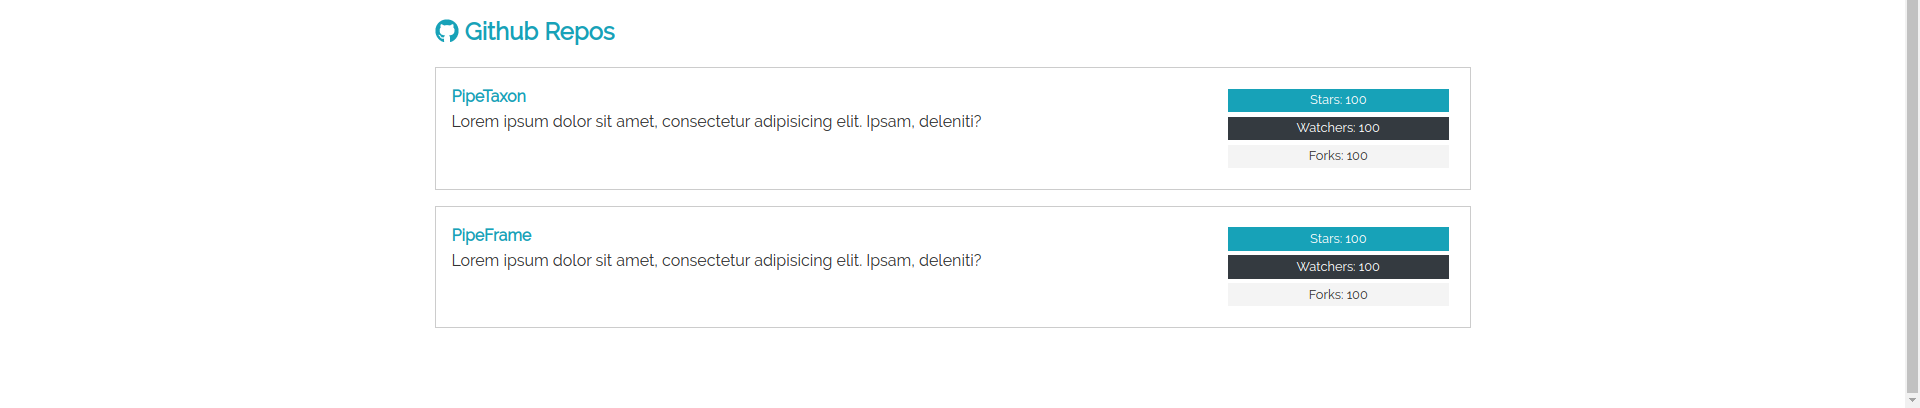 Github Repos
PipeTaxon
Lorem ipsum dolor sit amet, consectetur adipisicing elit. Ipsam, deleniti?
Stars: 100
Watchers: 100
Forks: 100
PipeFrame
Lorem ipsum dolor sit amet, consectetur adipisicing elit. Ipsam, deleniti?
Stars: 100
Watchers: 100
Forks: 100